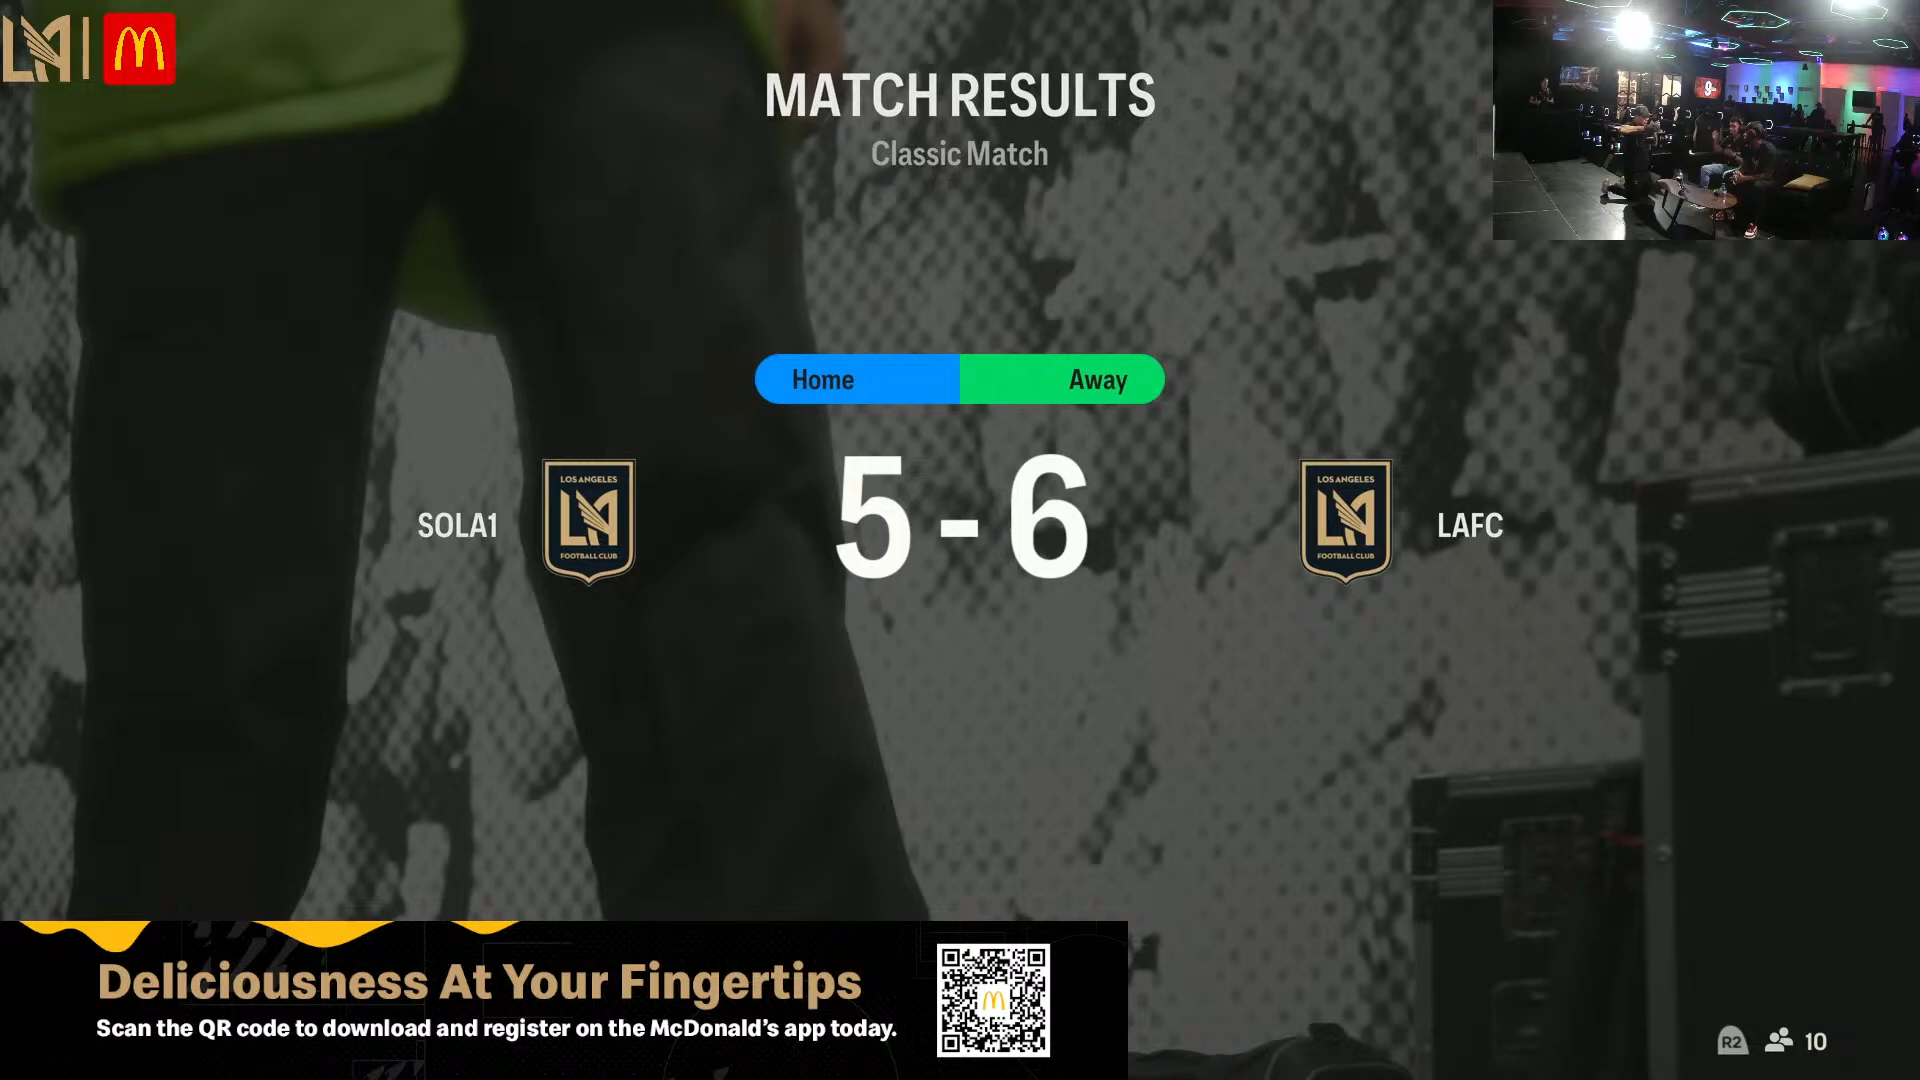 MATCH RESULTS
Classic Match
Home
Away
SOLA1
LOS ANGELES
FOOTBALL CLUB
5 - 6
LOS ANGELES
FOOTBALL CLUB
LAFC
Deliciousness At Your Fingertips
Scan the QR code to download and register on the McDonald's app today.
R2
10